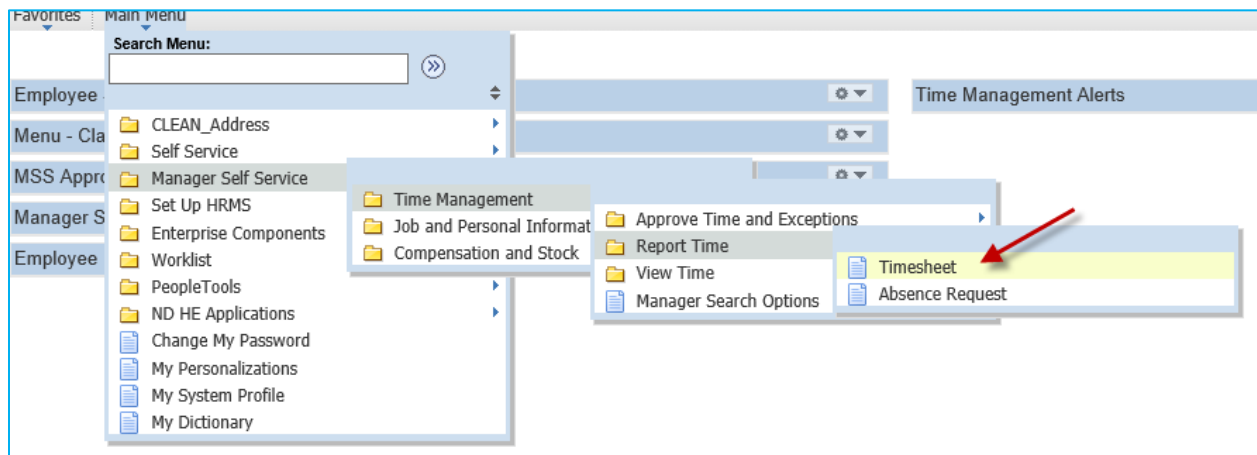 Favorites Main Menu
Search Menu:
Employee
Time Management Alerts
Menu - Cla
MSS Appro
Manager S
Employee
CLEAN_Address
Self Service
Manager Self Service
Set Up HRMS
Enterprise Components
Worklist
PeopleTools
ND HE Applications
Change My Password
My Personalizations
My System Profile
My Dictionary
Time Management
Job and Personal Informat
Compensation and Stock
Approve Time and Exceptions
Report Time
View Time
Manager Search Options
Timesheet
Absence Request